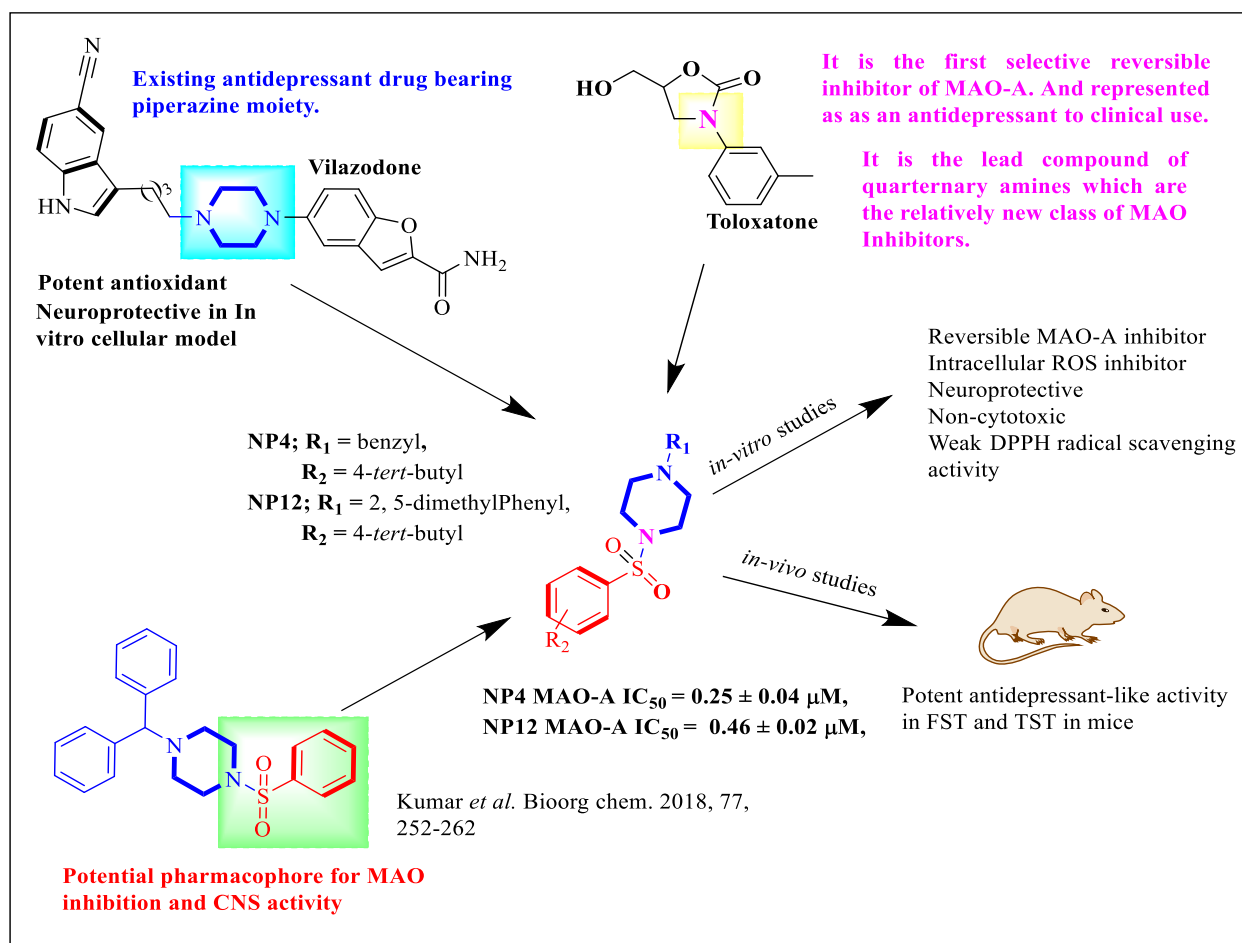 N
Existing antidepressant drug bearing
piperazine moiety.
HN
3
N
N
Vilazodone
O
NH2
O
Potent antioxidant
Neuroprotective in In
vitro cellular model
HO
O
O
N
Toloxatone
It is the first selective reversible
inhibitor of MAO-A. And represented
as as an antidepressant to clinical use.
It is the lead compound of
quarternary amines which are
the relatively new class of MAO
Inhibitors.
NP4; R1 = benzyl,
R2 = 4-tert-butyl
NP12; R1 = 2, 5-dimethylPhenyl,
R2 = 4-tert-butyl
R1
N
N
O
S
O
R2
in-vitro studies
Reversible MAO-A inhibitor
Intracellular ROS inhibitor
Neuroprotective
Non-cytotoxic
Weak DPPH radical scavenging
activity
in-vivo studies
Potent antidepressant-like activity
in FST and TST in mice
NP4 MAO-A IC50 = 0.25 ± 0.04 µM,
NP12 MAO-A IC50 = 0.46 ± 0.02 µM,
N
N
O
S
O
Kumar et al. Bioorg chem. 2018, 77,
252-262
Potential pharmacophore for MAO
inhibition and CNS activity